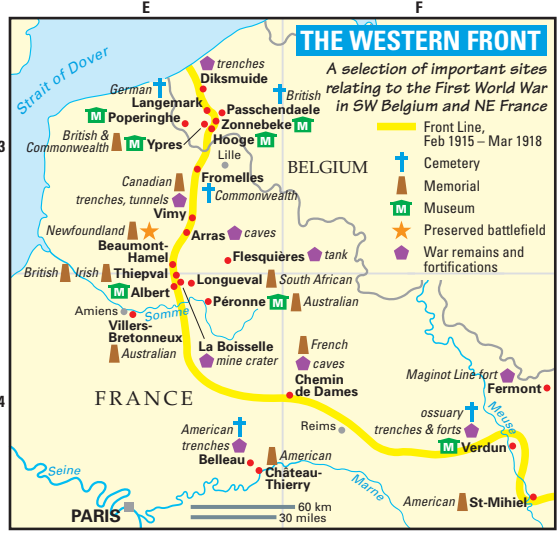 E
F
3
4
THE WESTERN FRONT
A selection of important sites
relating to the First World War
in SW Belgium and NE France
Front Line,
Feb 1915 – Mar 1918
Cemetery
Memorial
M Museum
Preserved battlefield
War remains and
fortifications
Strait of Dover
trenches
Diksmuide
German
Langemark
British
Passchendaele
M Poperinghe
Zonnebeke M
British &
Commonwealth
M Ypres
Hooge M
Lille
BELGIUM
Fromelles
Canadian
trenches, tunnels
Commonwealth
Vimy
Newfoundland
Beaumont-
Hamel
Arras
caves
Flesquières
tank
British
Irish
Thiepval
Longueval
South African
M Albert
Péronne M
Australian
Amiens
Somme
Villers-
Bretonneux
Australian
La Boisselle
mine crater
French
caves
Chemin
de Dames
FRANCE
Maginot Line fort
Fermont
ossuary
trenches & forts
Meuse
M Verdun
Reims
American
trenches
Belleau
American
Château-
Thierry
Seine
Marne
American
St-Mihiel
PARIS
60 km
30 miles